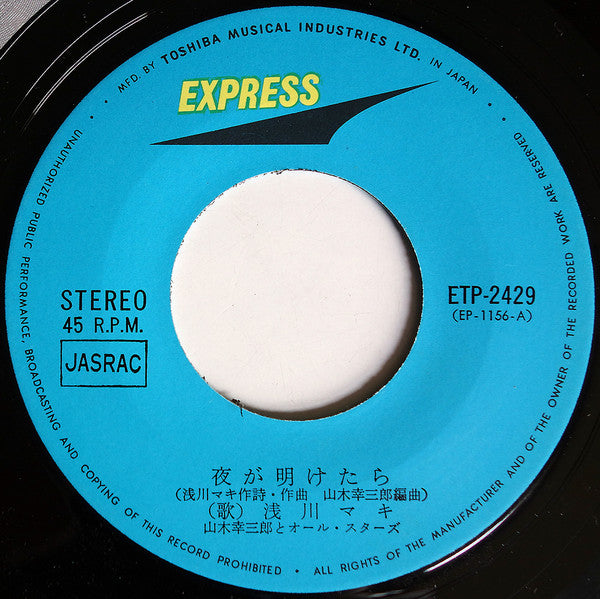 MFD. BY TOSHIBA MUSICAL INDUSTRIES LTD. IN JAPAN
EXPRESS
STEREO
45 R.P.M.
JASRAC
ETP-2429
(EP-1156-A)
夜が明けたら
(浅川マキ作詩・作曲 山木幸三郎編曲)
(歌) 浅川マキ
山木幸三郎とオール・スターズ
• UNAUTHORIZED PUBLIC PERFORMANCE, BROADCASTING AND COPYING OF THIS RECORD PROHIBITED • ALL RIGHTS OF THE MANUFACTURER AND OF THE OWNER OF THE RECORDED WORK ARE RESERVED •